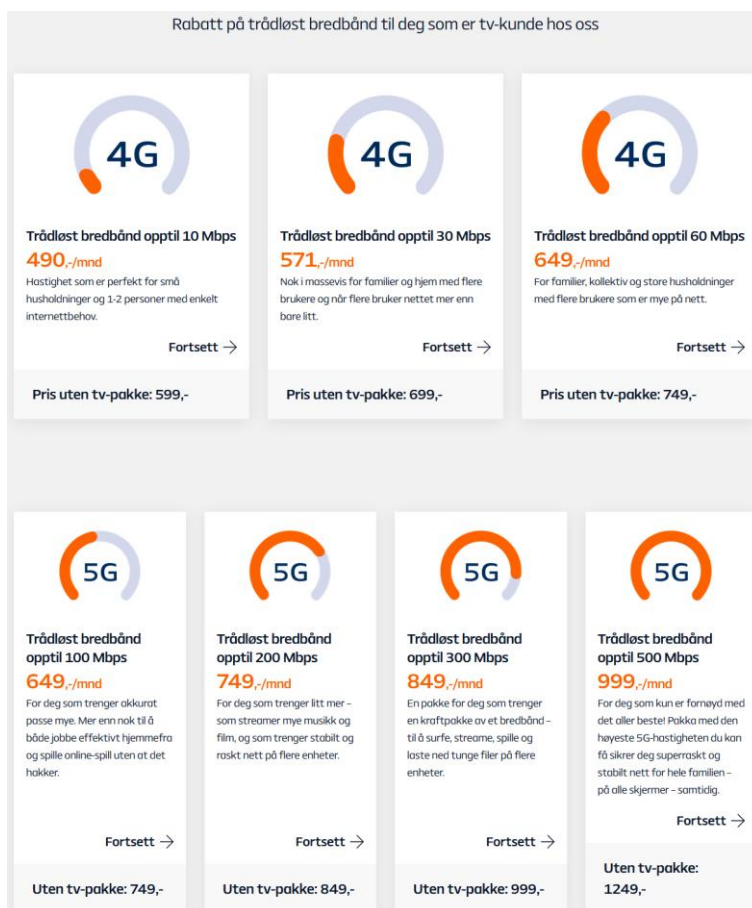 Rabatt på trådløst bredbånd til deg som er tv-kunde hos oss
4G
Trådløst bredbånd opptil 10 Mbps
490,-/mnd
Hastighet som er perfekt for små
husholdninger og 1-2 personer med enkelt
internettbehov.
Fortsett →
Pris uten tv-pakke: 599,-
4G
Trådløst bredbånd opptil 30 Mbps
571,-/mnd
Nok i massevis for familier og hjem med flere
brukere og når flere bruker nettet mer enn
bare litt.
Fortsett →
Pris uten tv-pakke: 699,-
4G
Trådløst bredbånd opptil 60 Mbps
649,-/mnd
For familier, kollektiv og store husholdninger
med flere brukere som er mye på nett.
Fortsett →
Pris uten tv-pakke: 749,-
5G
Trådløst bredbånd
opptil 100 Mbps
649,-/mnd
For deg som trenger akkurat
passe mye. Mer enn nok til å
både jobbe effektivt hjemmefra
og spille online-spill uten at det
hakker.
Fortsett →
Uten tv-pakke: 749,-
5G
Trådløst bredbånd
opptil 200 Mbps
749,-/mnd
For deg som trenger litt mer –
som streamer mye musikk og
film, og som trenger stabilt og
raskt nett på flere enheter.
Fortsett →
Uten tv-pakke: 849,-
5G
Trådløst bredbånd
opptil 300 Mbps
849,-/mnd
En pakke for deg som trenger
en kraftpakke av et bredbånd –
til å surfe, streame, spille og
laste ned tunge filer på flere
enheter.
Fortsett →
Uten tv-pakke: 999,-
5G
Trådløst bredbånd
opptil 500 Mbps
999,-/mnd
For deg som kun er fornøyd med
det aller beste! Pakka med den
høyeste 5G-hastigheten du kan
få sikrer deg superraskt og
stabilt nett for hele familien –
på alle skjermer – samtidig.
Fortsett →
Uten tv-pakke:
1249,-